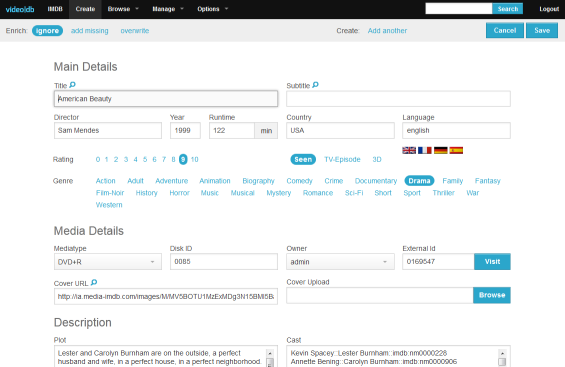 videoldb IMDB Create Browse Manage Options Search Logout
Enrich: ignore add missing overwrite Create: Add another Cancel Save
Main Details
Title Subtitle
American Beauty
Director Year Runtime Country Language
Sam Mendes 1999 122 min USA english
Rating 0 1 2 3 4 5 6 7 8 9 10 Seen TV-Episode 3D
Genre Action Adult Adventure Animation Biography Comedy Crime Documentary Drama Family Fantasy
Film-Noir History Horror Music Musical Mystery Romance Sci-Fi Short Sport Thriller War
Western
Media Details
Mediatype Disk ID Owner External Id
DVD+R 0085 admin 0169547 Visit
Cover URL Cover Upload
http://ia.media-imdb.com/images/M/MV5BOTU1MzExMDg3N15BMl5Ba Browse
Description
Plot Cast
Lester and Carolyn Burnham are on the outside, a perfect Kevin Spacey::Lester Burnham::imdb:nm0000228
husband and wife, in a perfect house, in a perfect neighborhood. Annette Bening::Carolyn Burnham::imdb:nm0000906